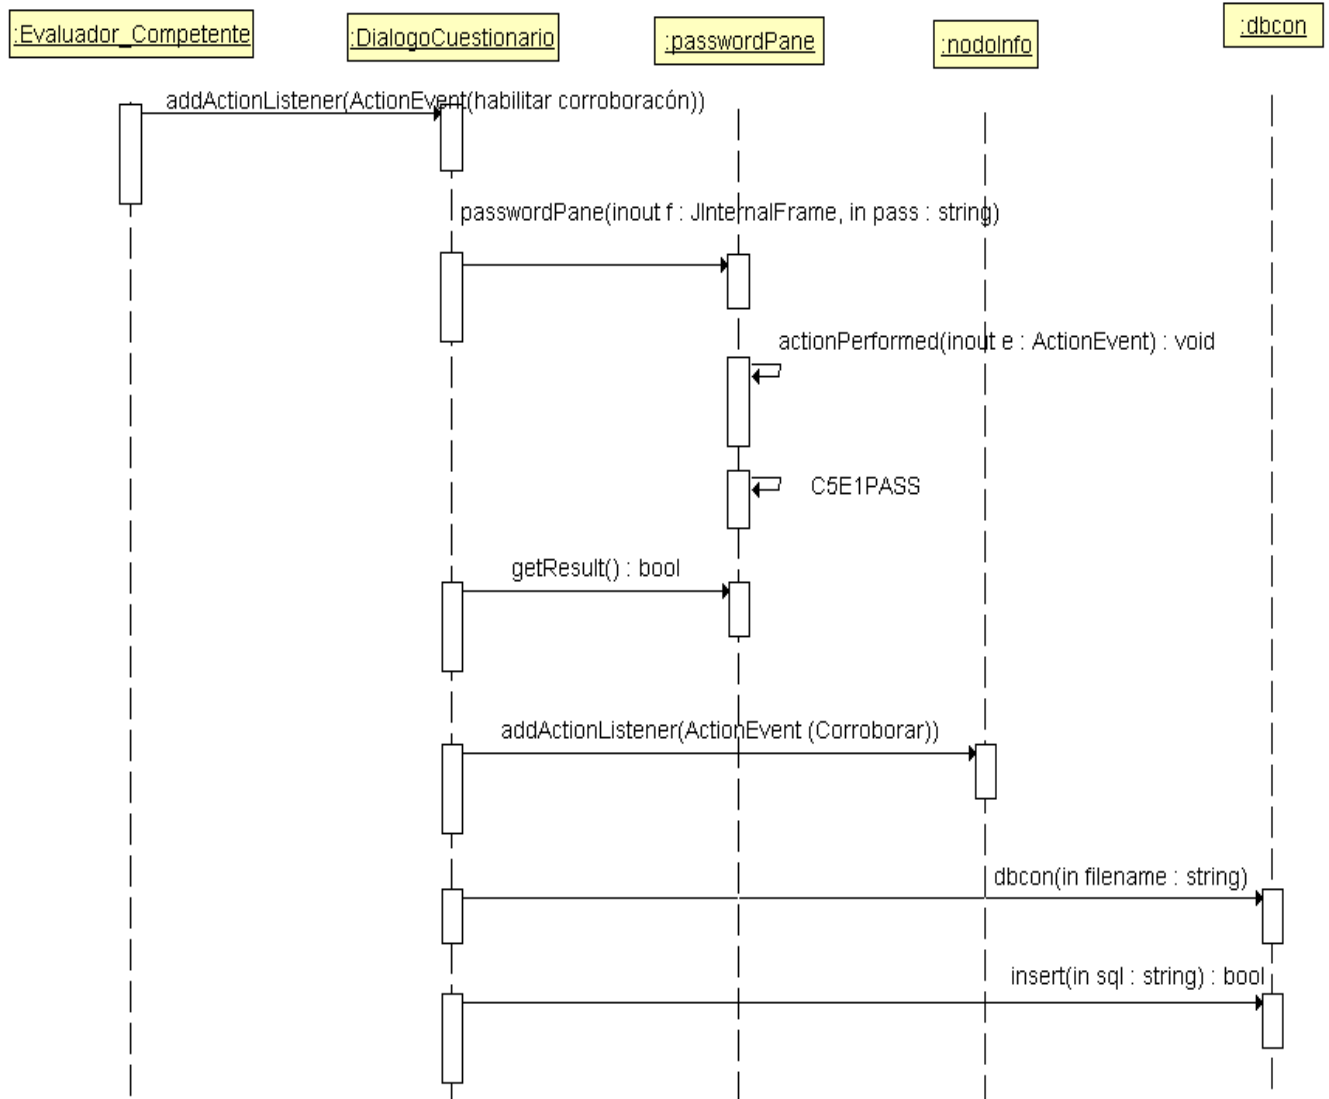 :Evaluador_Competente
:DialogoCuestionario
:passwordPane
:nodoInfo
:dbcon
addActionListener(ActionEvent(habilitar corroboracón))
passwordPane(inout f : JInternalFrame, in pass : string)
actionPerformed(inout e : ActionEvent) : void
C5E1PASS
getResult() : bool
addActionListener(ActionEvent (Corroborar))
dbcon(in filename : string)
insert(in sql : string) : bool